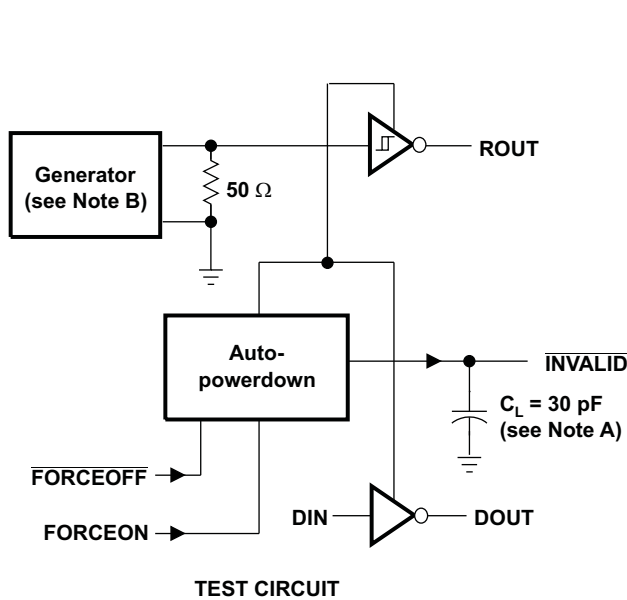 ROUT
Generator
(see Note B)
50 Ω
Auto-
powerdown
INVALID
C_L = 30 pF
(see Note A)
FORCEOFF
FORCEON
DIN
DOUT
TEST CIRCUIT